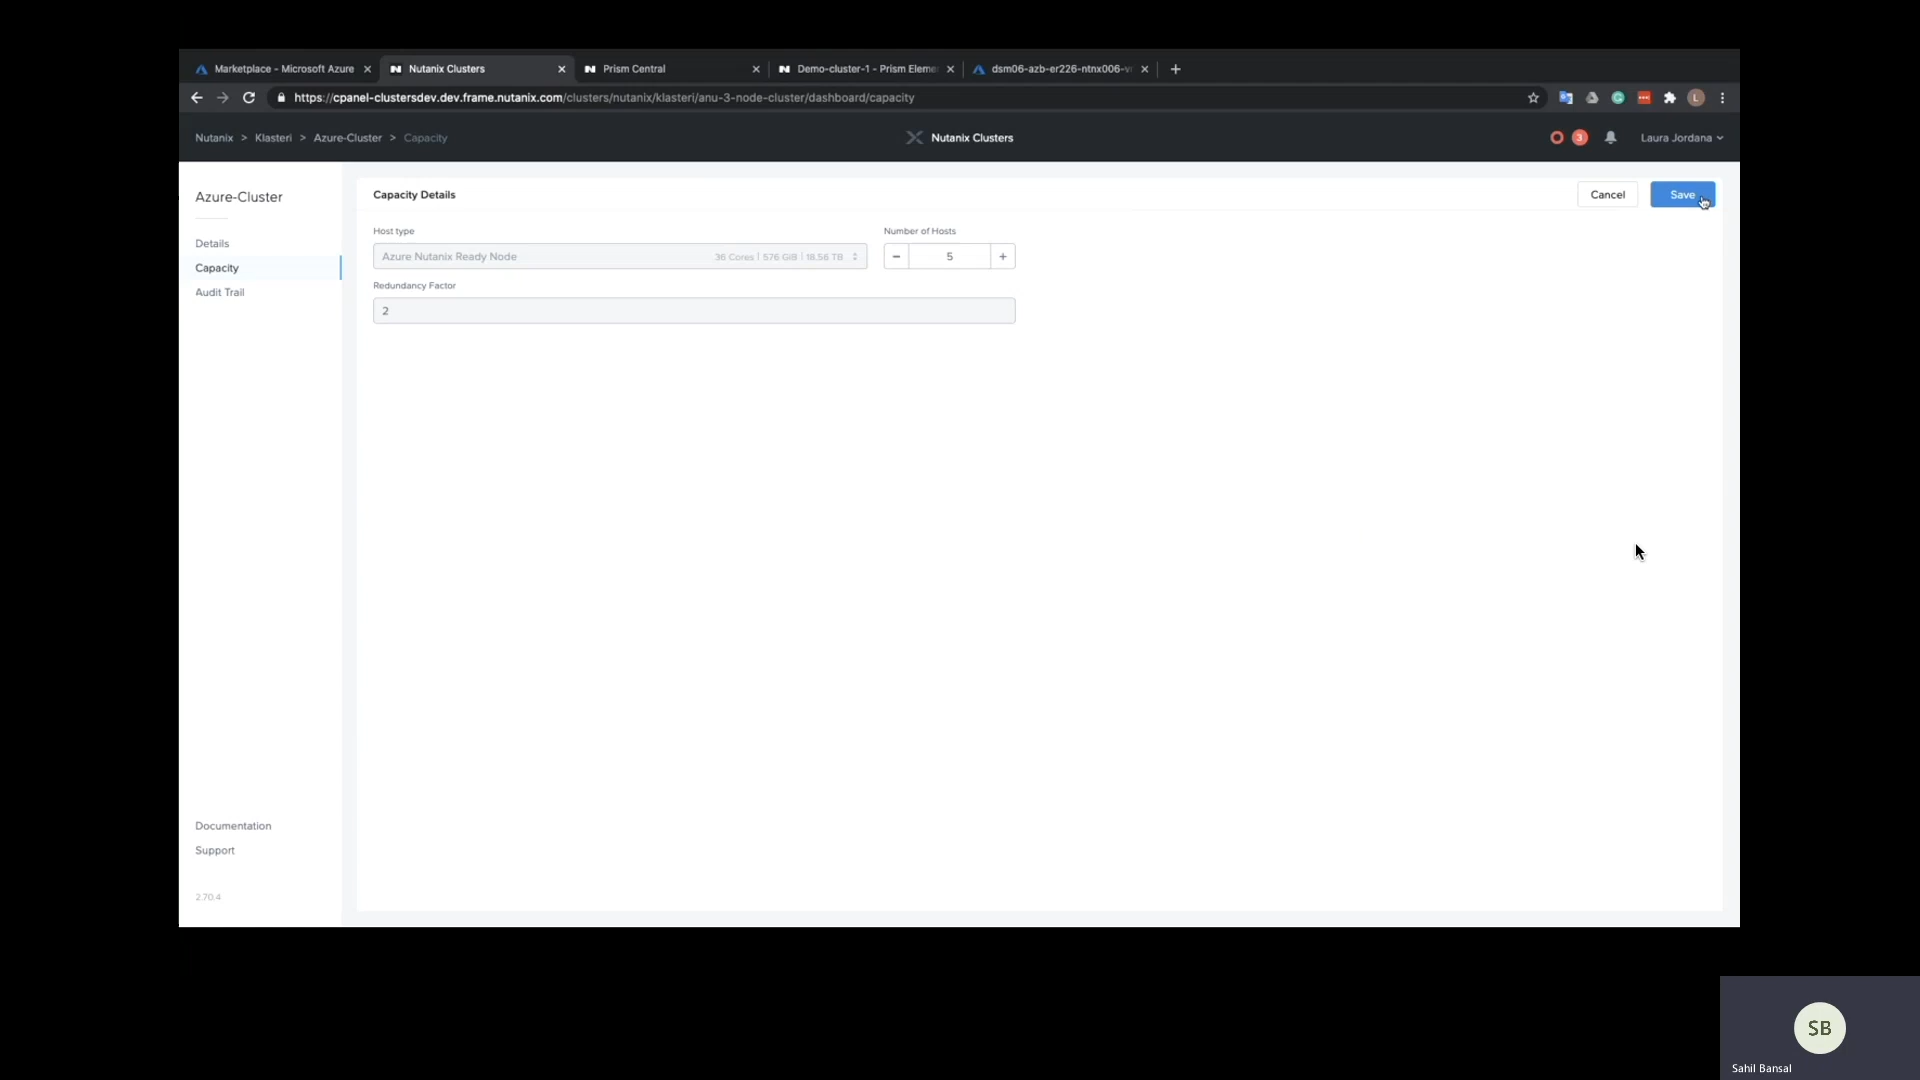 Marketplace - Microsoft Azure
Nutanix Clusters
Prism Central
Demo-cluster-1 - Prism Eleme
dsm06-azb-er226-ntnx006-v
https://cpanel-clustersdev.dev.frame.nutanix.com/clusters/nutanix/klasteri/anu-3-node-cluster/dashboard/capacity
L
Nutanix > Klasteri > Azure-Cluster > Capacity
Nutanix Clusters
3
Laura Jordana
Azure-Cluster
Details
Capacity
Audit Trail
Capacity Details
Cancel
Save
Host type
Number of Hosts
Azure Nutanix Ready Node
36 Cores | 576 GiB | 18.56 TB
− 5 +
Redundancy Factor
2
Documentation
Support
2.70.4
SB
Sahil Bansal